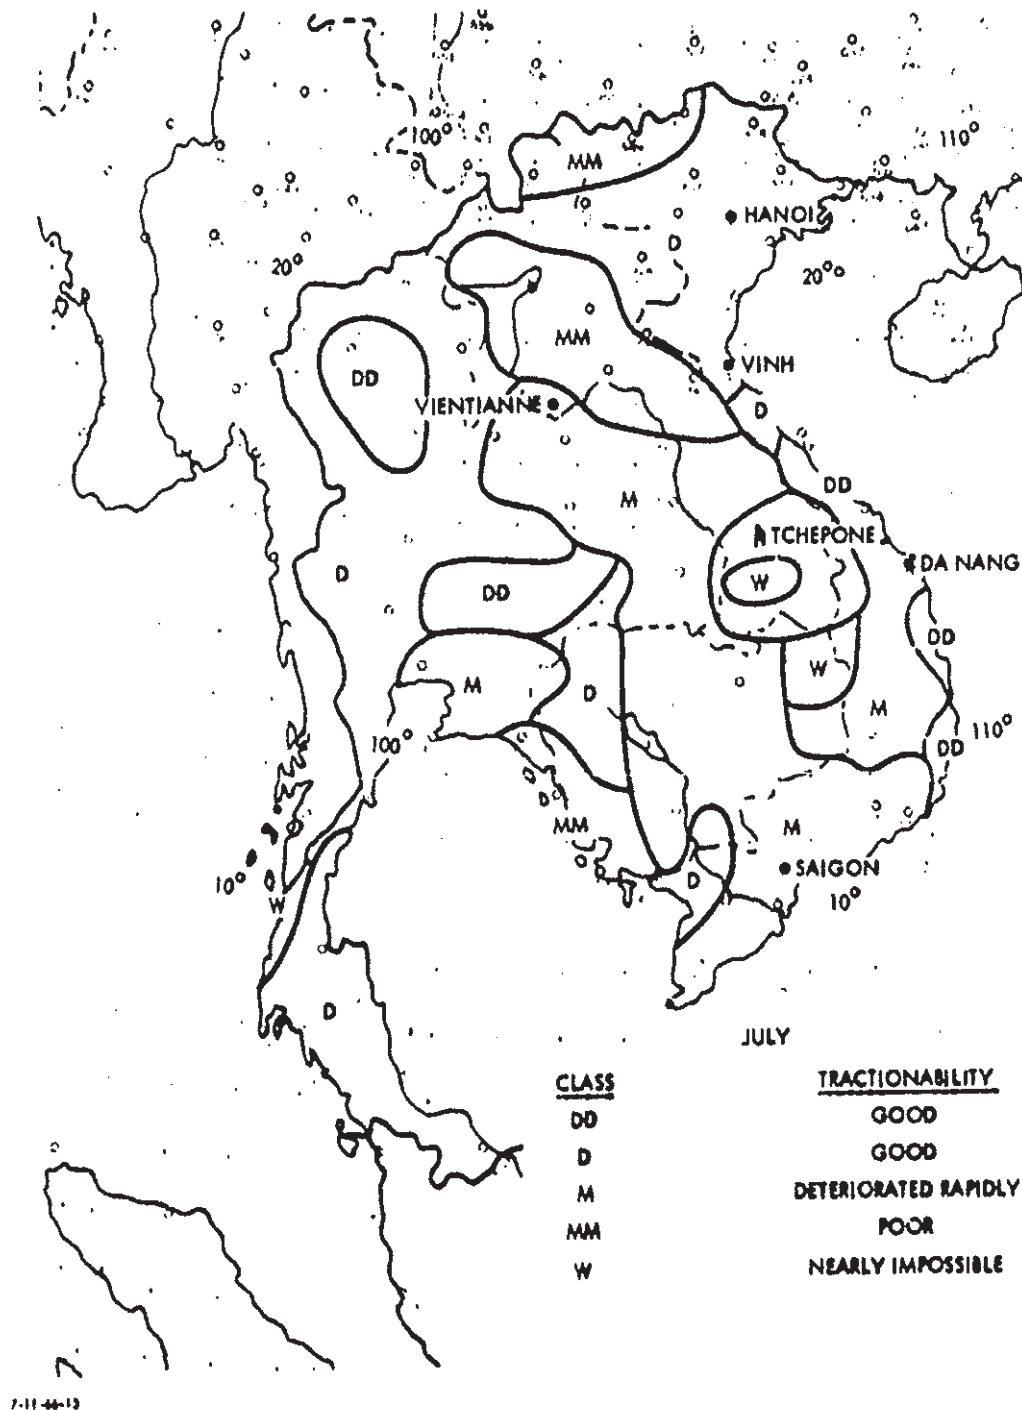 100°
110°
MM
HANOI
D
20°
20°
MM
DD
VINH
VIENTIANNE
D
M
DD
TCHEPONE
DA NANG
D
W
DD
DD
W
M
D
M
110°
100°
DD
D
MM
M
10°
SAIGON
D
W
10°
D
JULY
CLASS TRACTIONABILITY
DD GOOD
D GOOD
M DETERIORATED RAPIDLY
MM POOR
W NEARLY IMPOSSIBLE